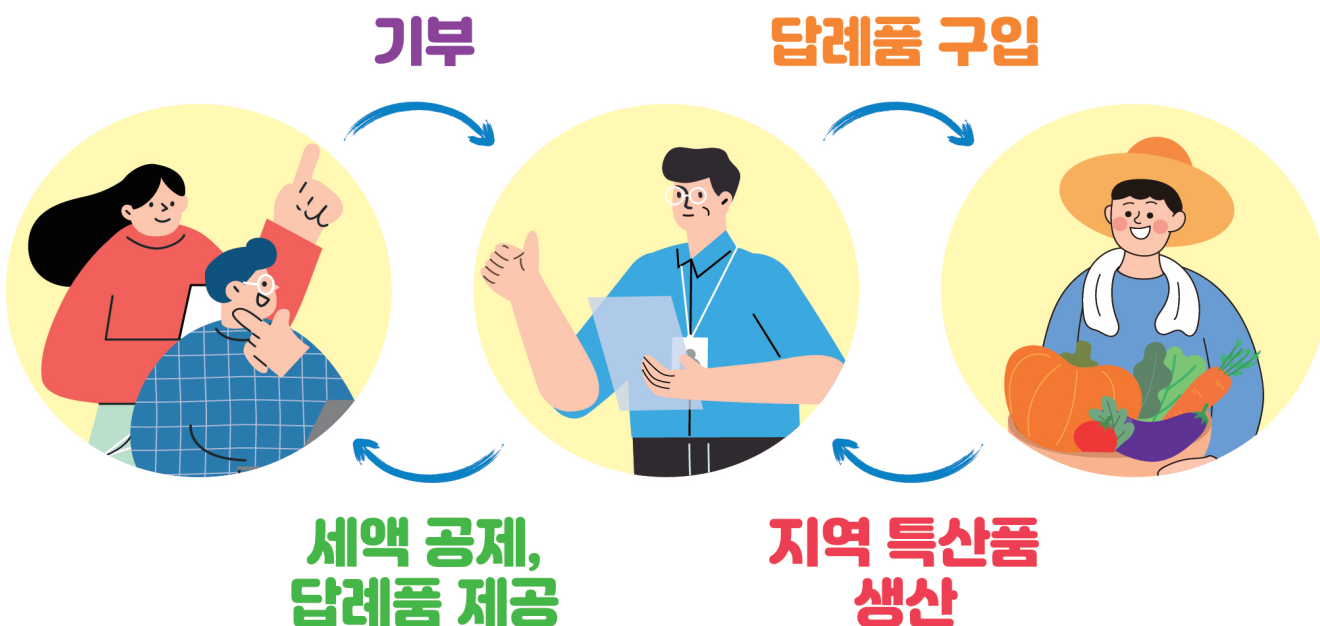 기부
답례품 구입
세액 공제,
답례품 제공
지역 특산품
생산